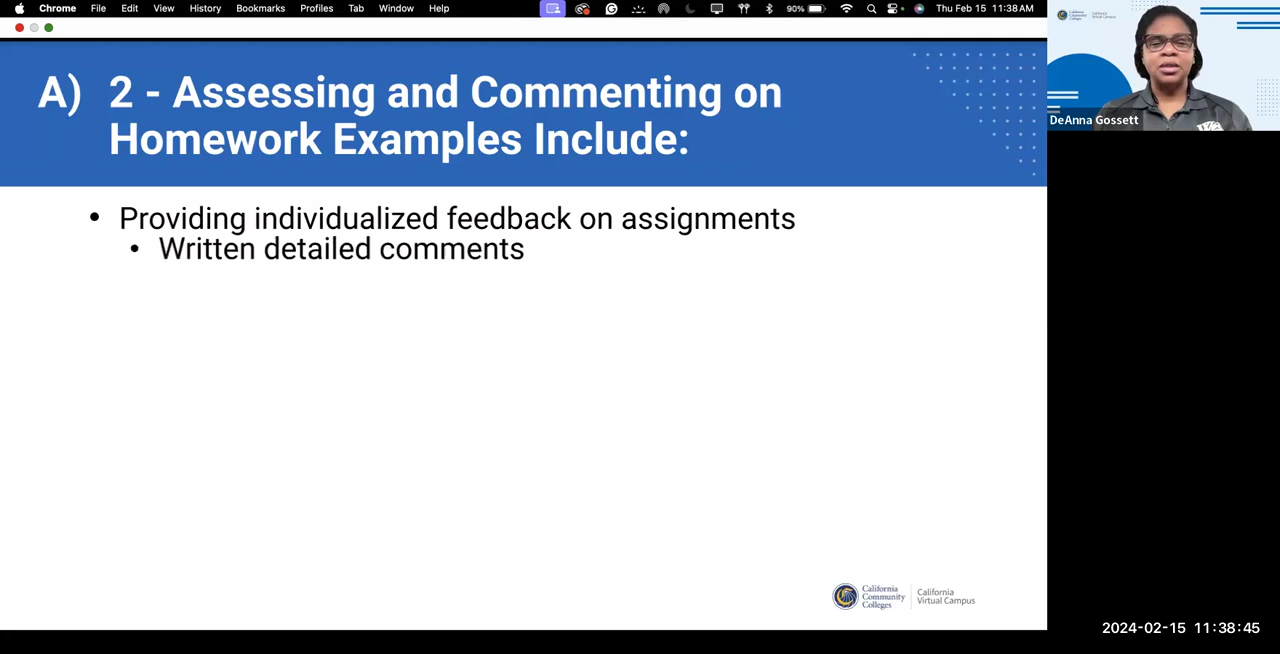 Chrome File Edit View History Bookmarks Profiles Tab Window Help 90% Thu Feb 15 11:38 AM
A) 2 - Assessing and Commenting on
Homework Examples Include:
• Providing individualized feedback on assignments
• Written detailed comments
California
Community
Colleges
California
Virtual Campus
DeAnna Gossett
2024-02-15 11:38:45